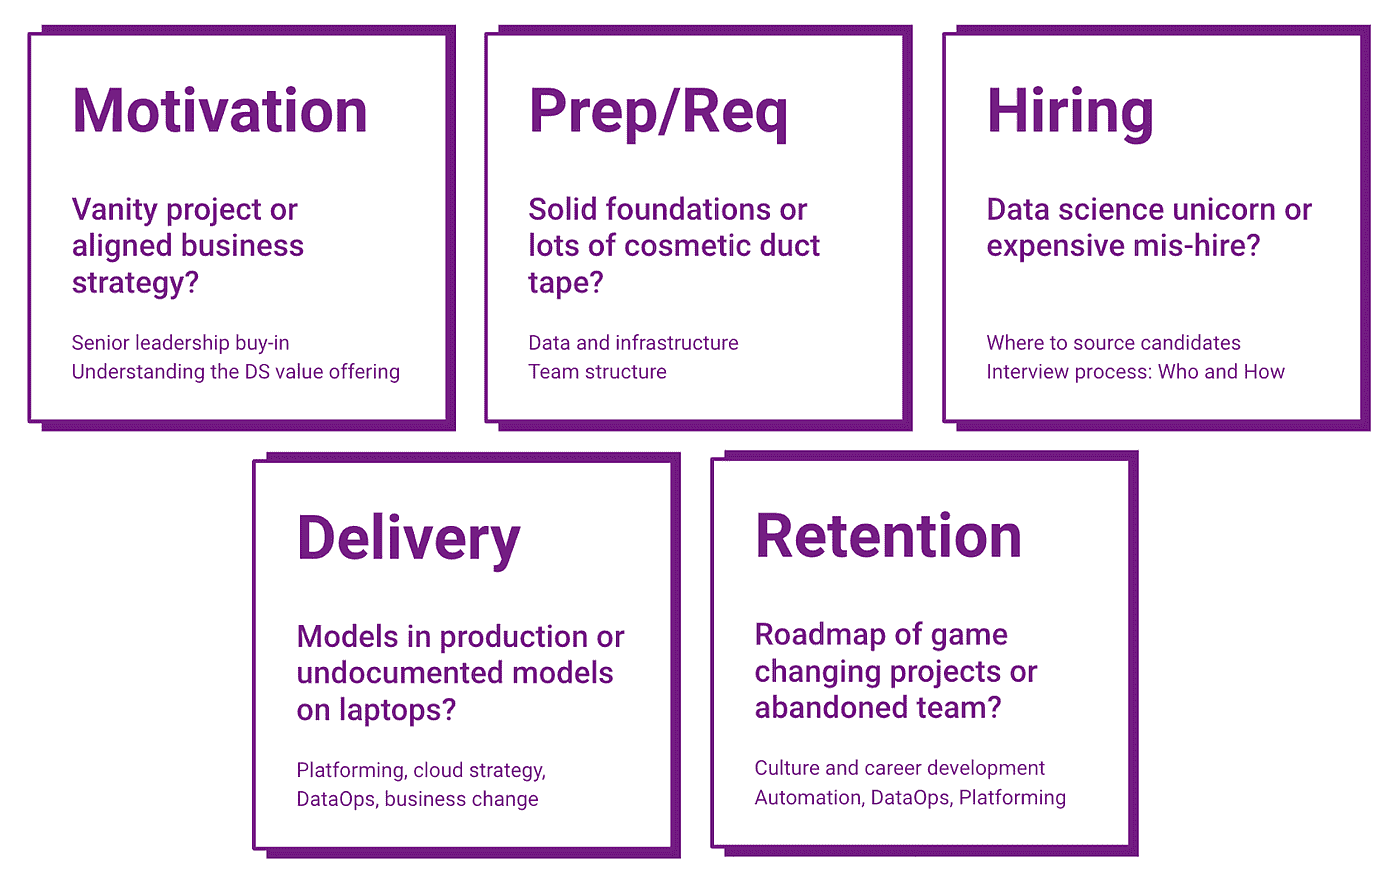 Motivation
Vanity project or
aligned business
strategy?
Senior leadership buy-in
Understanding the DS value offering
Prep/Req
Solid foundations or
lots of cosmetic duct
tape?
Data and infrastructure
Team structure
Hiring
Data science unicorn or
expensive mis-hire?
Where to source candidates
Interview process: Who and How
Delivery
Models in production or
undocumented models
on laptops?
Platforming, cloud strategy,
DataOps, business change
Retention
Roadmap of game
changing projects or
abandoned team?
Culture and career development
Automation, DataOps, Platforming